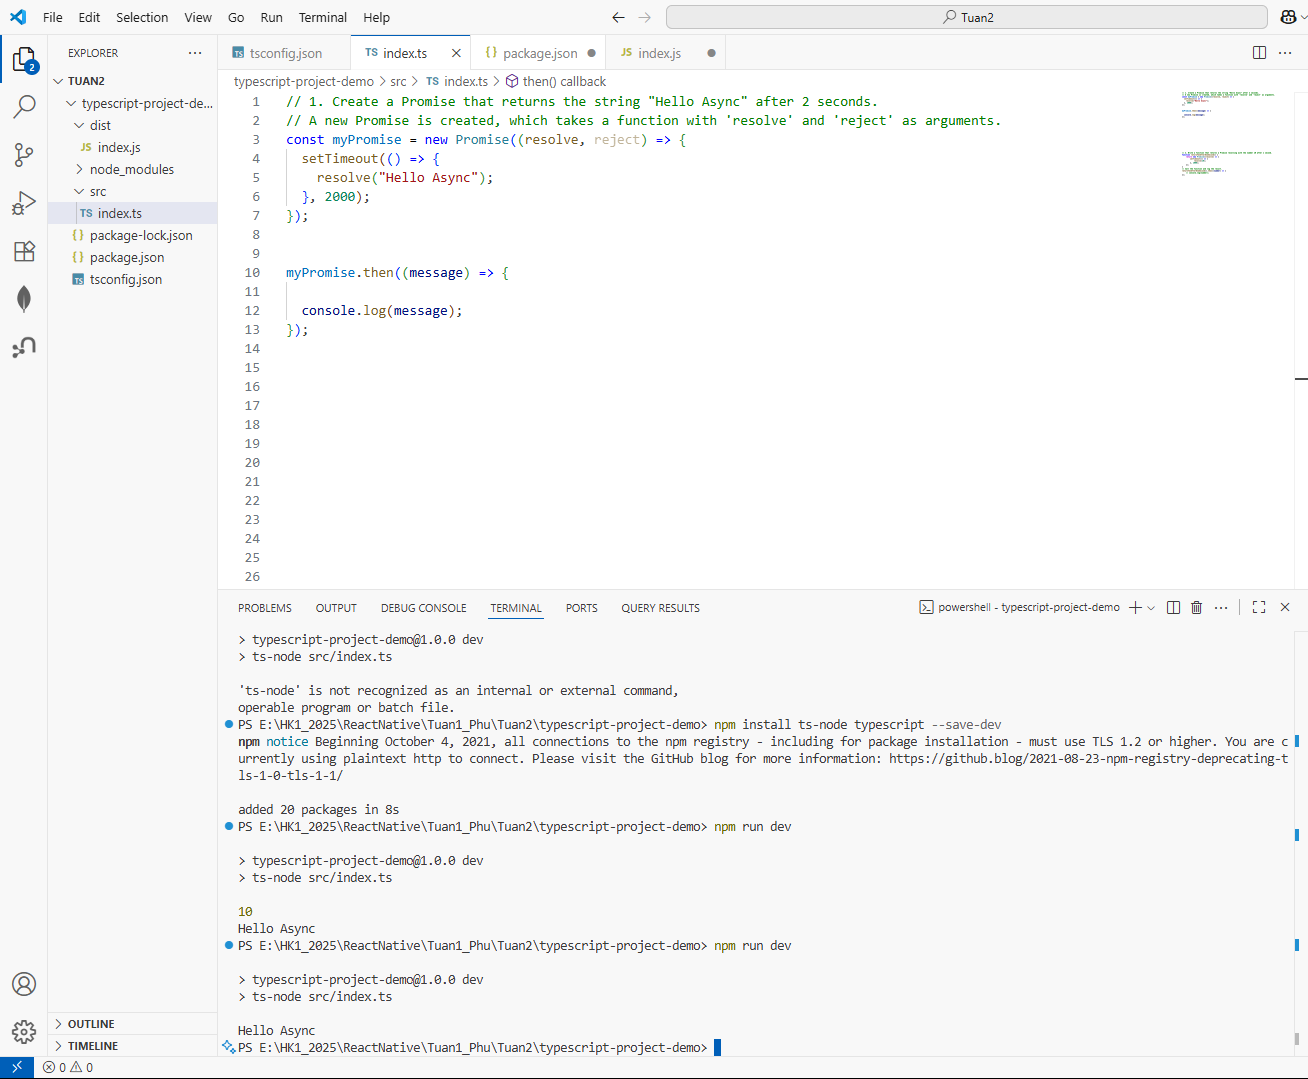 File Edit Selection View Go Run Terminal Help
Tuan2
EXPLORER
TUAN2
typescript-project-de...
dist
JS index.js
node_modules
src
TS index.ts
{} package-lock.json
{} package.json
TS tsconfig.json
OUTLINE
TIMELINE
2
TS tsconfig.json
TS index.ts
{} package.json
JS index.js
typescript-project-demo > src > TS index.ts > then() callback
1 // 1. Create a Promise that returns the string "Hello Async" after 2 seconds.
2 // A new Promise is created, which takes a function with 'resolve' and 'reject' as arguments.
3 const myPromise = new Promise((resolve, reject) => {
4 setTimeout(() => {
5 resolve("Hello Async");
6 }, 2000);
7 });
8
9
10 myPromise.then((message) => {
11
12 console.log(message);
13 });
14
15
16
17
18
19
20
21
22
23
24
25
26
PROBLEMS OUTPUT DEBUG CONSOLE TERMINAL PORTS QUERY RESULTS
powershell - typescript-project-demo
> typescript-project-demo@1.0.0 dev
> ts-node src/index.ts
'ts-node' is not recognized as an internal or external command,
operable program or batch file.
PS E:\HK1_2025\ReactNative\Tuan1_Phu\Tuan2\typescript-project-demo> npm install ts-node typescript --save-dev
npm notice Beginning October 4, 2021, all connections to the npm registry - including for package installation - must use TLS 1.2 or higher. You are c
urrently using plaintext http to connect. Please visit the GitHub blog for more information: https://github.blog/2021-08-23-npm-registry-deprecating-t
ls-1-0-tls-1-1/
added 20 packages in 8s
PS E:\HK1_2025\ReactNative\Tuan1_Phu\Tuan2\typescript-project-demo> npm run dev
> typescript-project-demo@1.0.0 dev
> ts-node src/index.ts
10
Hello Async
PS E:\HK1_2025\ReactNative\Tuan1_Phu\Tuan2\typescript-project-demo> npm run dev
> typescript-project-demo@1.0.0 dev
> ts-node src/index.ts
Hello Async
PS E:\HK1_2025\ReactNative\Tuan1_Phu\Tuan2\typescript-project-demo>
0 0